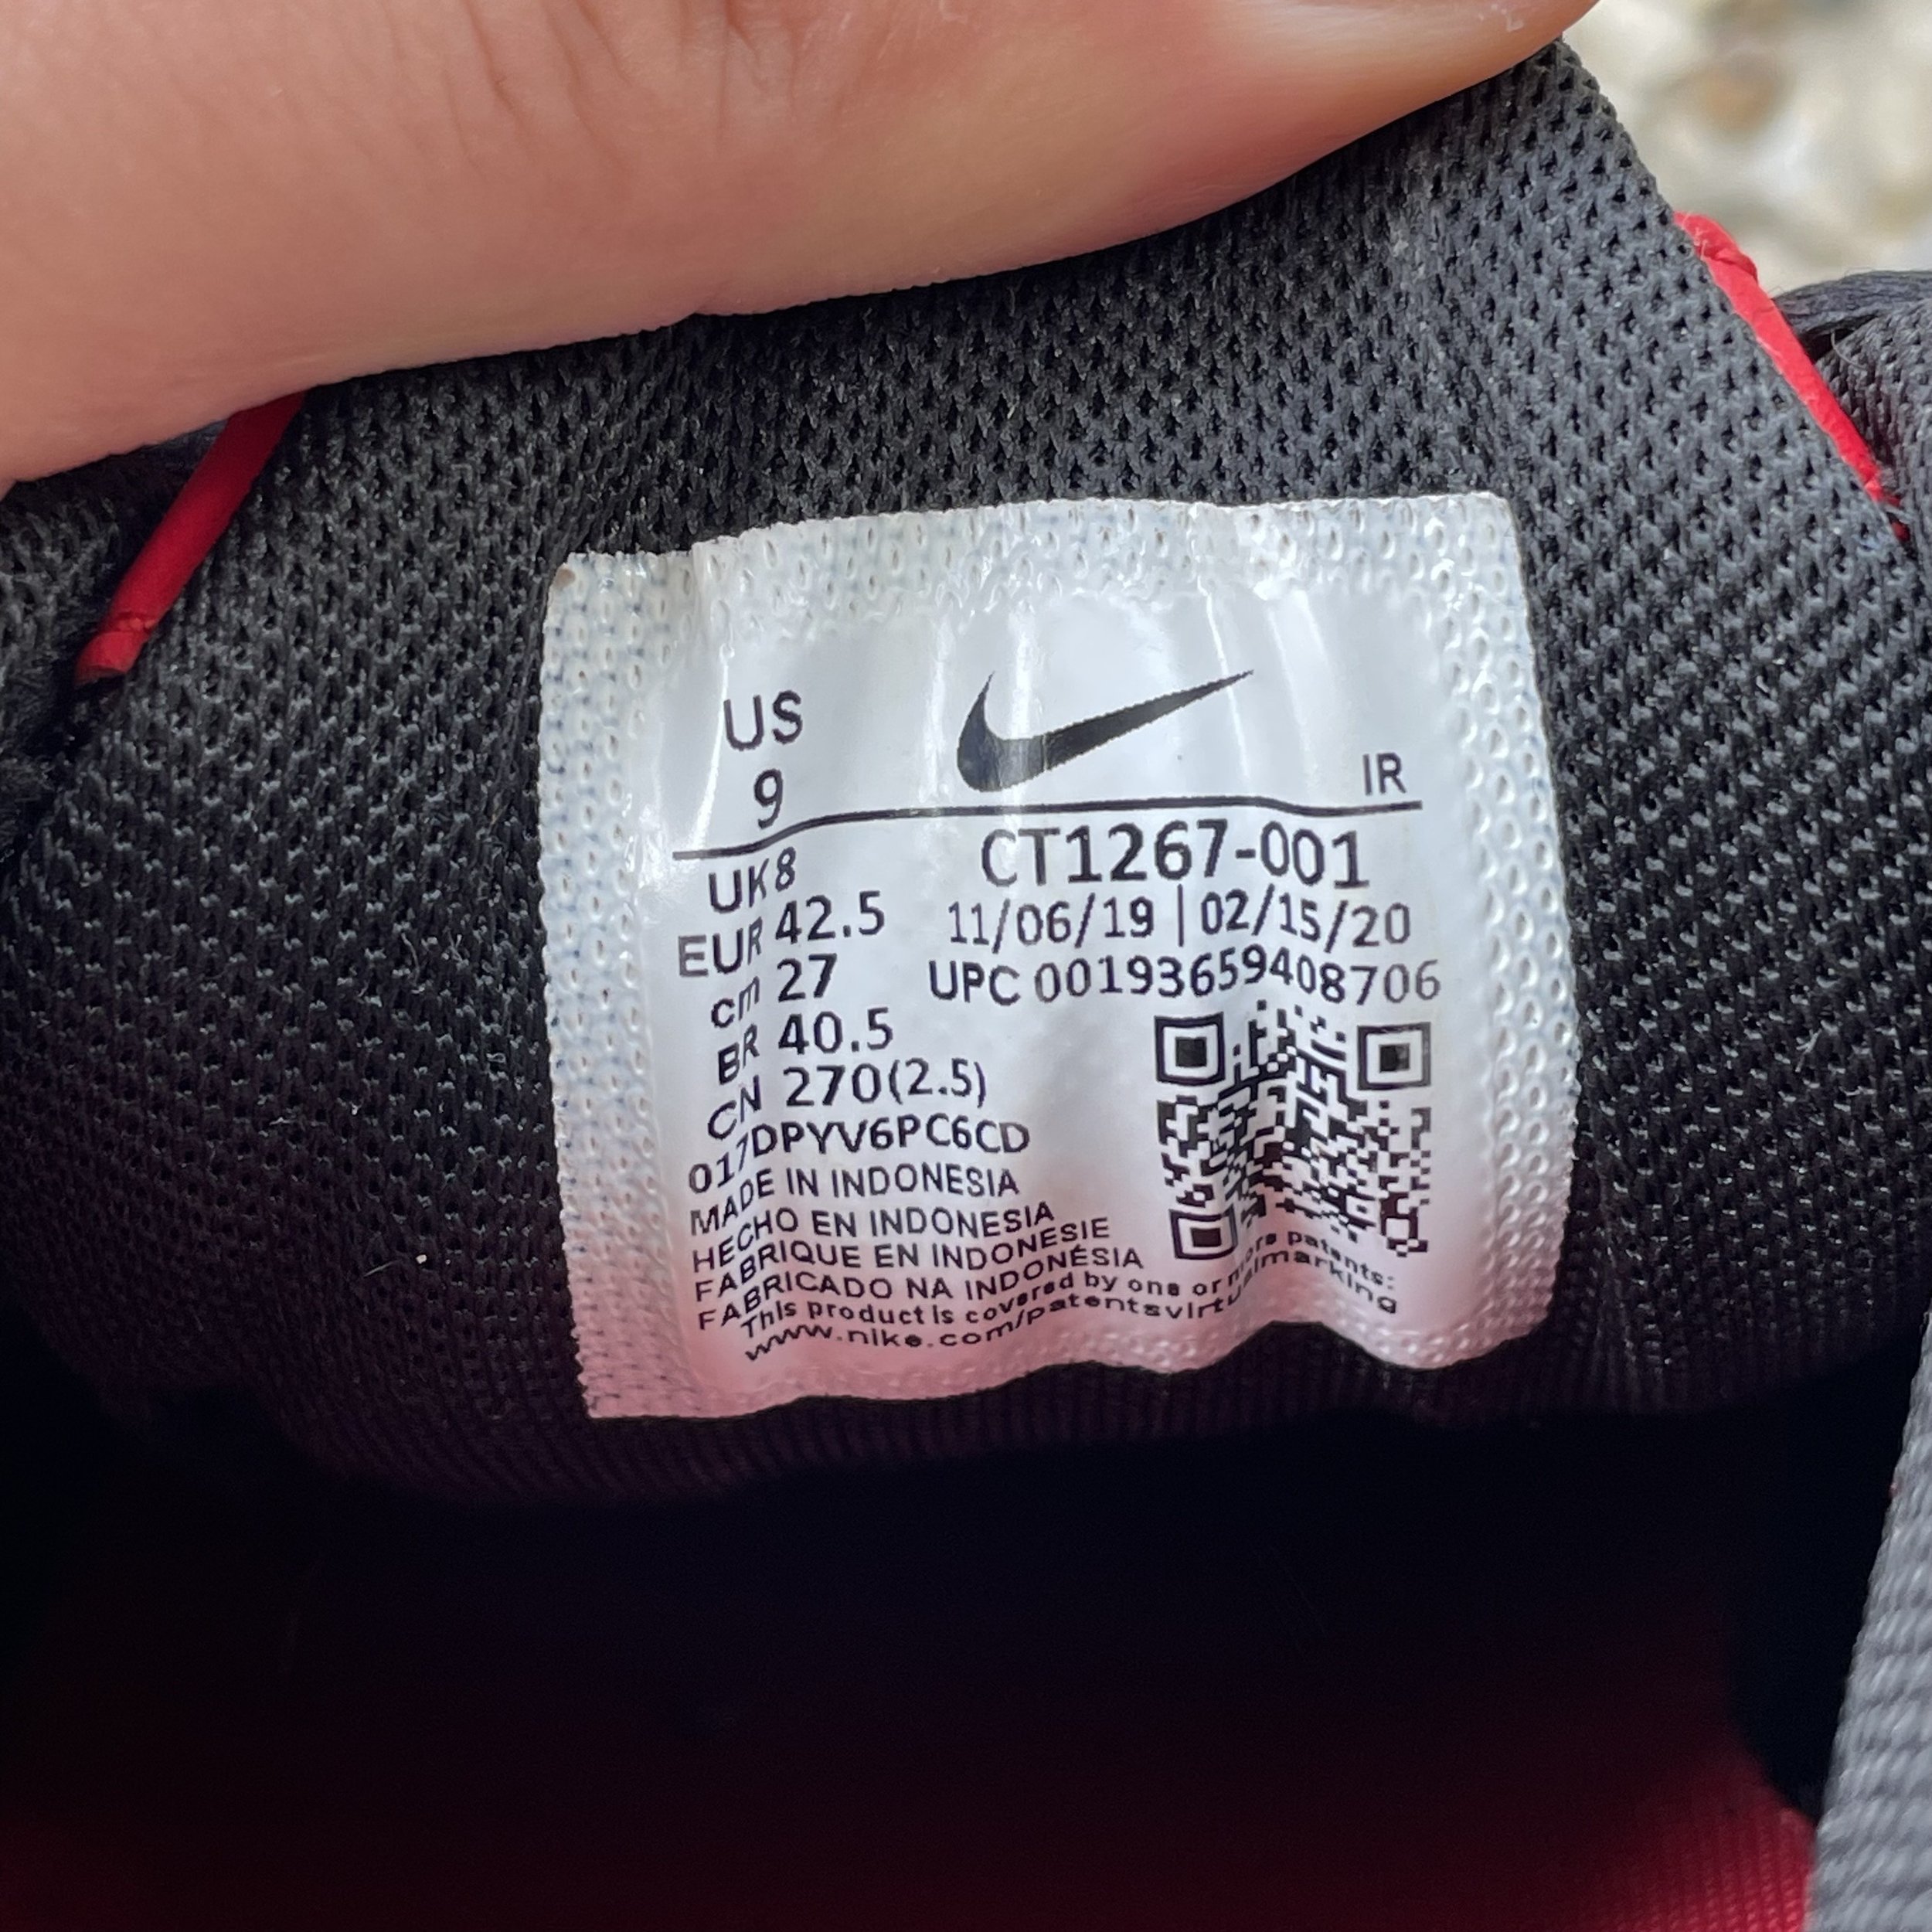 US
9
IR
UK 8
EUR 42.5
cm 27
BR 40.5
CN 270(2.5)
017DPYV6PC6CD
CT1267-001
11/06/19 | 02/15/20
UPC 00193659408706
MADE IN INDONESIA
HECHO EN INDONESIA
FABRIQUE EN INDONESIE
FABRICADO NA INDONÉSIA
This product is covered by one or more patents:
www.nike.com/patentsvirtualmarking